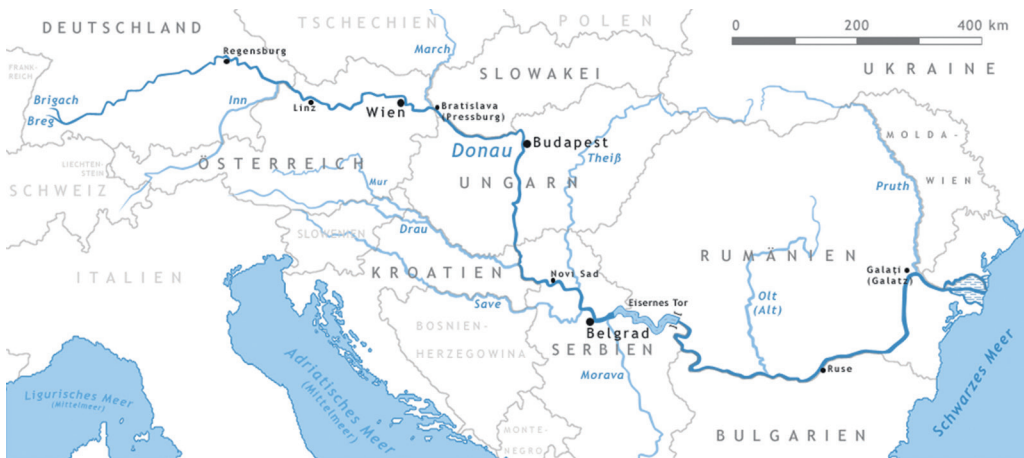 DEUTSCHLAND
TSCHECHIEN
POLEN
0 200 400 km
UKRAINE
FRANK-
REICH
Regensburg
March
SLOWAKEI
Brigach
Breg
Inn
Linz
Wien
Bratislava
(Pressburg)
Donau
Budapest
Theiß
MOLDA-
WIEN
LIECHTEN-
STEIN
SCHWEIZ
ÖSTERREICH
UNGARN
Mur
Pruth
Drau
SLOWENIEN
ITALIEN
KROATIEN
Novi Sad
RUMÄNIEN
Galaţi
(Galatz)
Save
Eisernes Tor
Olt
(Alt)
BOSNIEN-
HERZEGOWINA
Belgrad
SERBIEN
Morava
Ruse
Ligurisches Meer
(Mittelmeer)
Adriatisches Meer
(Mittelmeer)
Schwarzes Meer
MONTE-
NEGRO
BULGARIEN